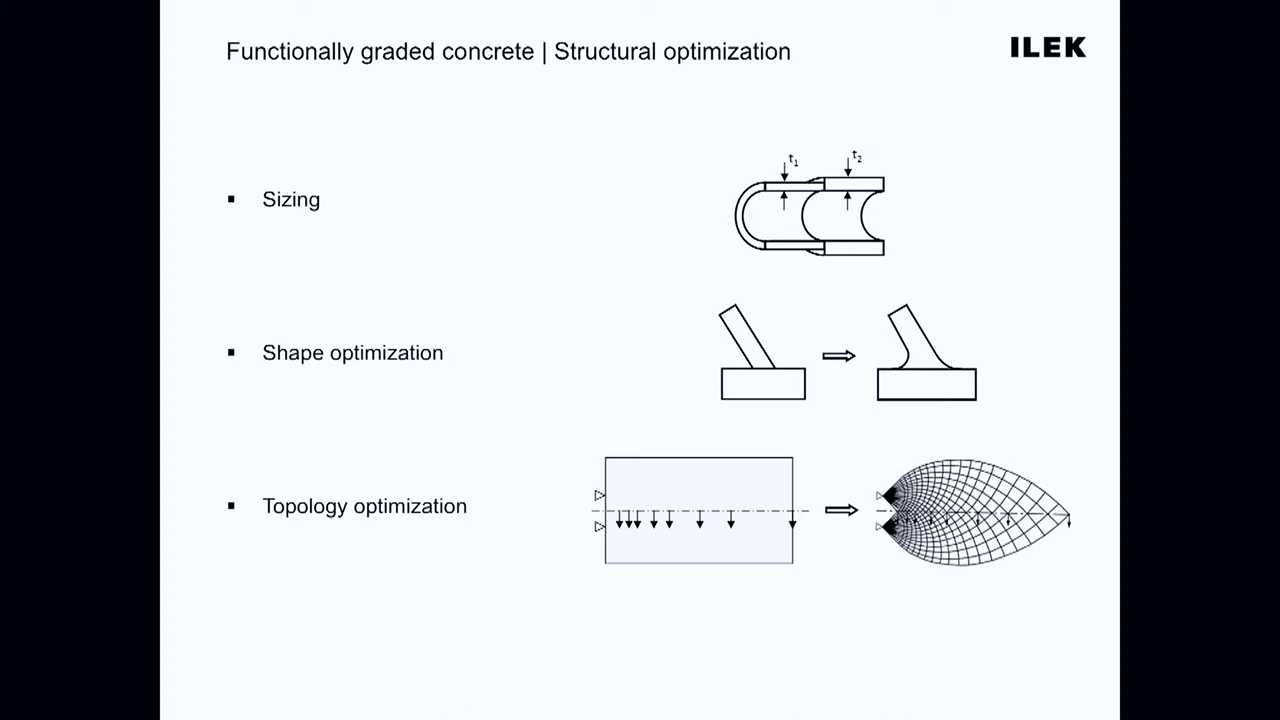 Functionally graded concrete | Structural optimization
ILEK
▪ Sizing
t₁
t₂
▪ Shape optimization
▪ Topology optimization